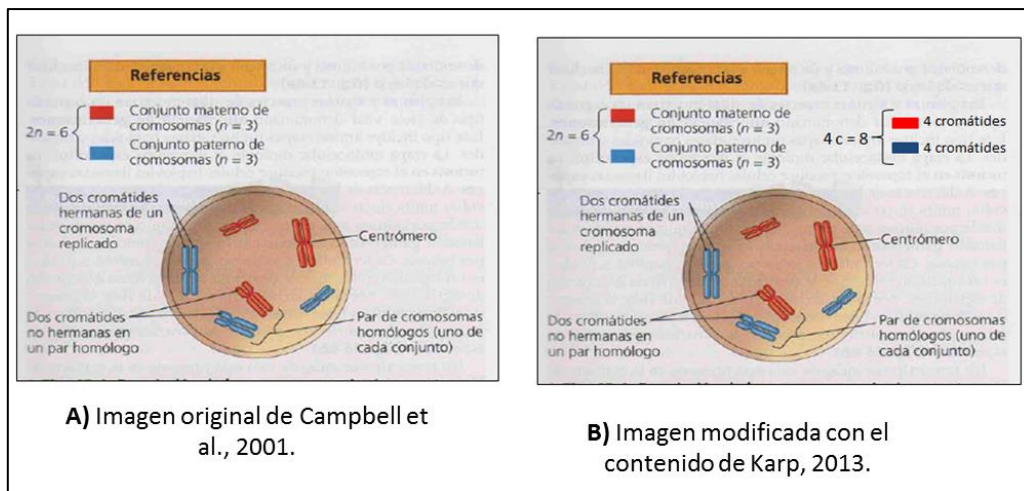 Referencias
2n = 6
Conjunto materno de
cromosomas (n = 3)
Conjunto paterno de
cromosomas (n = 3)
Dos cromátides
hermanas de un
cromosoma
replicado
Centrómero
Dos cromátides
no hermanas en
un par homólogo
Par de cromosomas
homólogos (uno de
cada conjunto)
A) Imagen original de Campbell et
al., 2001.
Referencias
2n = 6
Conjunto materno de
cromosomas (n = 3)
Conjunto paterno de
cromosomas (n = 3)
4 c = 8
4 cromátides
4 cromátides
Dos cromátides
hermanas de un
cromosoma
replicado
Centrómero
Dos cromátides
no hermanas en
un par homólogo
Par de cromosomas
homólogos (uno de
cada conjunto)
B) Imagen modificada con el
contenido de Karp, 2013.